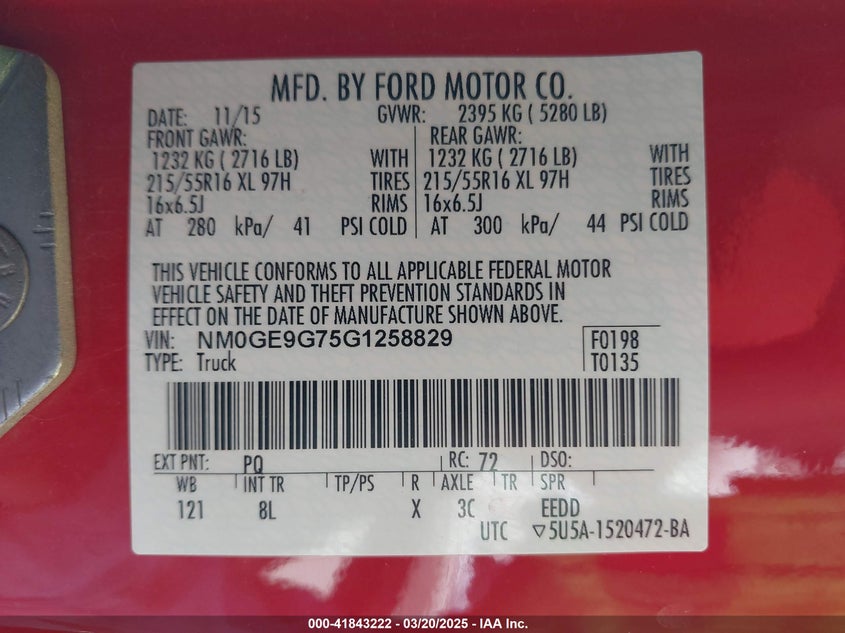 MFD. BY FORD MOTOR CO.
DATE: 11/15 GVWR: 2395 KG ( 5280 LB)
FRONT GAWR: REAR GAWR:
1232 KG ( 2716 LB) WITH 1232 KG ( 2716 LB) WITH
215/55R16 XL 97H TIRES 215/55R16 XL 97H TIRES
16x6.5J RIMS 16x6.5J RIMS
AT 280 kPa/ 41 PSI COLD AT 300 kPa/ 44 PSI COLD
THIS VEHICLE CONFORMS TO ALL APPLICABLE FEDERAL MOTOR
VEHICLE SAFETY AND THEFT PREVENTION STANDARDS IN
EFFECT ON THE DATE OF MANUFACTURE SHOWN ABOVE.
VIN: NM0GE9G75G1258829 F0198
TYPE: Truck T0135
EXT PNT: PQ RC: 72 DSO:
WB INT TR TP/PS R AXLE TR SPR
121 8L X 3C EEDD
UTC ▽5U5A-1520472-BA
000-41843222 - 03/20/2025 - IAA Inc.